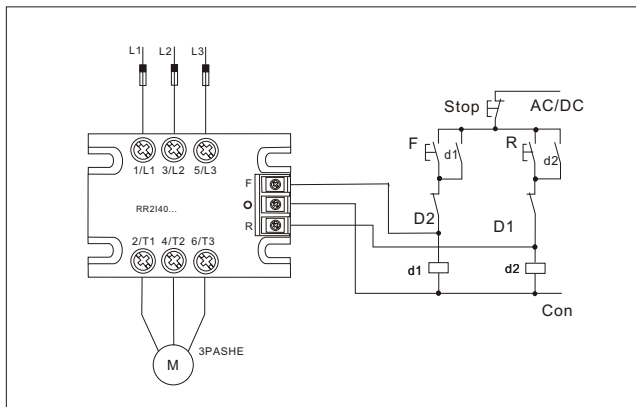 L1 L2 L3
Stop AC/DC
F d1 R d2
1/L1 3/L2 5/L3
F
RR2I40...
O
R
D2 D1
2/T1 4/T2 6/T3
d1 d2
Con
3PASHE
M